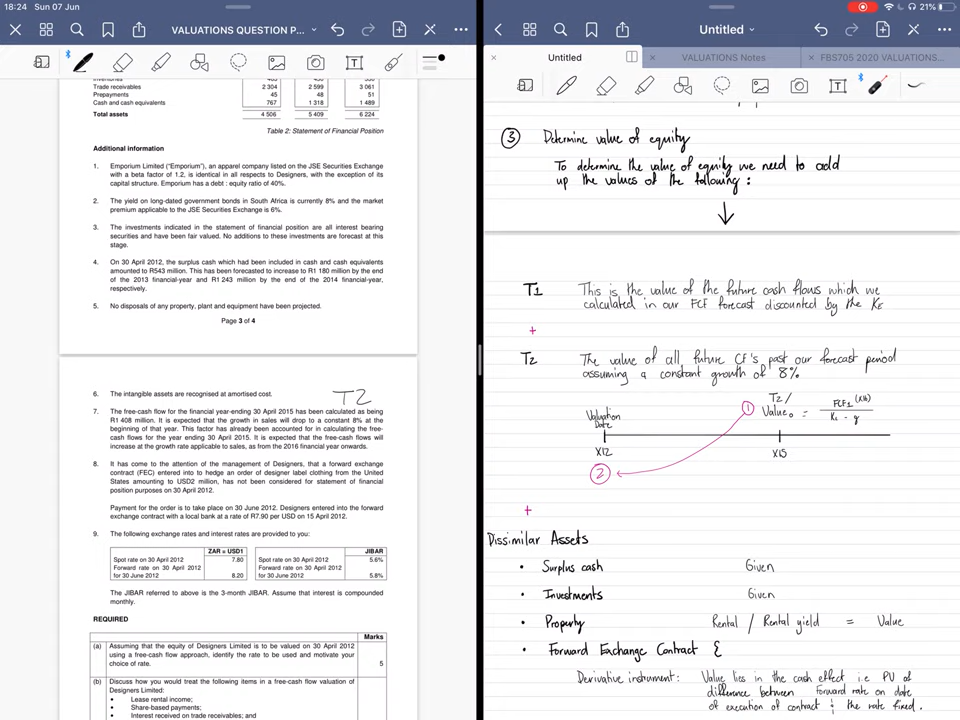 18:24 Sun 07 Jun
21%
VALUATIONS QUESTION P...
Untitled
Untitled
VALUATIONS Notes
FBS705 2020 VALUATIONS...
Trade receivables 2 304 2 599 3 061
Prepayments 45 48 51
Cash and cash equivalents 767 1 318 1 489
Total assets 4 506 5 409 6 224
Table 2: Statement of Financial Position
Additional information
1. Emporium Limited ("Emporium"), an apparel company listed on the JSE Securities Exchange
with a beta factor of 1.2, is identical in all respects to Designers, with the exception of its
capital structure. Emporium has a debt : equity ratio of 40%.
2. The yield on long-dated government bonds in South Africa is currently 8% and the market
premium applicable to the JSE Securities Exchange is 6%.
3. The investments indicated in the statement of financial position are all interest bearing
securities and have been fair valued. No additions to these investments are forecast at this
stage.
4. On 30 April 2012, the surplus cash which had been included in cash and cash equivalents
amounted to R543 million. This has been forecasted to increase to R1 180 million by the end
of the 2013 financial-year and R1 243 million by the end of the 2014 financial-year,
respectively.
5. No disposals of any property, plant and equipment have been projected.
Page 3 of 4
6. The intangible assets are recognised at amortised cost.
T2
7. The free-cash flow for the financial year-ending 30 April 2015 has been calculated as being
R1 408 million. It is expected that the growth in sales will drop to a constant 8% at the
beginning of that year. This factor has already been accounted for in calculating the free-
cash flows for the year ending 30 April 2015. It is expected that the free-cash flows will
increase at the growth rate applicable to sales, as from the 2016 financial year onwards.
8. It has come to the attention of the management of Designers, that a forward exchange
contract (FEC) entered into to hedge an order of designer label clothing from the United
States amounting to USD2 million, has not been considered for statement of financial
position purposes on 30 April 2012.
Payment for the order is to take place on 30 June 2012. Designers entered into the forward
exchange contract with a local bank at a rate of R7.90 per USD on 15 April 2012.
9. The following exchange rates and interest rates are provided to you:
ZAR = USD1
Spot rate on 30 April 2012 7.80
Forward rate on 30 April 2012
for 30 June 2012 8.20
JIBAR
Spot rate on 30 April 2012 5.6%
Forward rate on 30 April 2012
for 30 June 2012 5.8%
The JIBAR referred to above is the 3-month JIBAR. Assume that interest is compounded
monthly.
REQUIRED
Marks
(a) Assuming that the equity of Designers Limited is to be valued on 30 April 2012
using a free-cash flow approach, identify the rate to be used and motivate your
choice of rate. 5
(b) Discuss how you would treat the following items in a free-cash flow valuation of
Designers Limited:
• Lease rental income;
• Share-based payments;
• Interest received on trade receivables; and
3 Determine value of equity
To determine the value of equity we need to add
up the values of the following :
T1 This is the value of the future cash flows which we
calculated in our FCF forecast discounted by the KE
+
T2 The value of all future CF's past our forecast period
assuming a constant growth of 8%.
Valuation
Date
1 T2 /
Value0 = FCF1 (X16)
KE - g
X12
X15
2
+
Dissimilar Assets
• Surplus cash Given
• Investments Given
• Property Rental / Rental yield = Value
• Forward Exchange Contract {
Derivative instrument: Value lies in the cash effect i.e PV of
difference between forward rate on date
of execution of contract & the rate fixed.